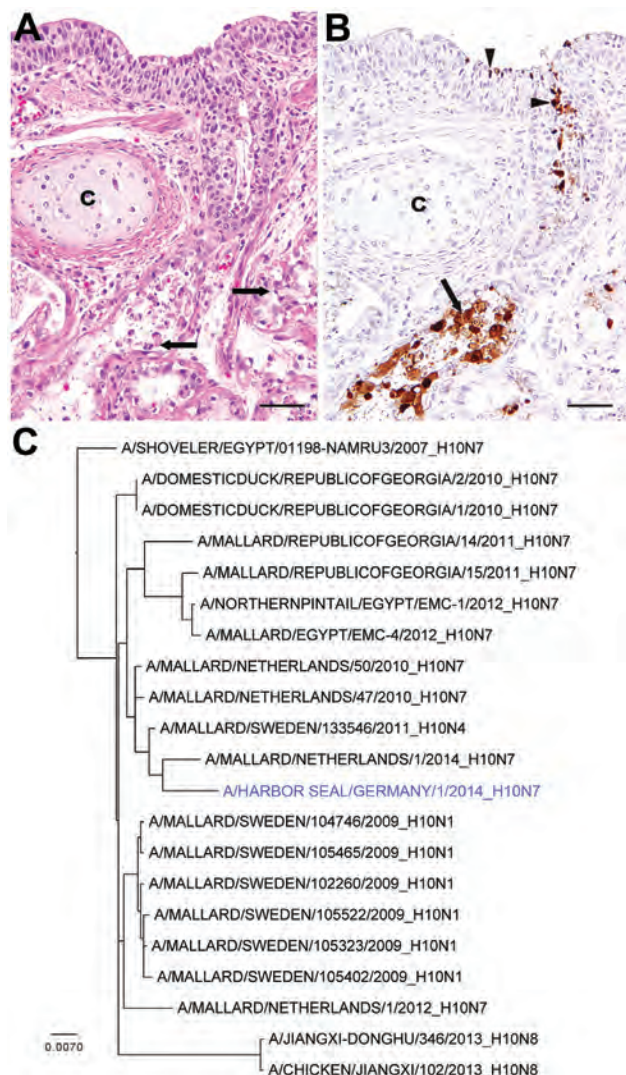 A
B
C
C
C
A/SHOVELER/EGYPT/01198-NAMRU3/2007_H10N7
A/DOMESTICDUCK/REPUBLICOFGEORGIA/2/2010_H10N7
A/DOMESTICDUCK/REPUBLICOFGEORGIA/1/2010_H10N7
A/MALLARD/REPUBLICOFGEORGIA/14/2011_H10N7
A/MALLARD/REPUBLICOFGEORGIA/15/2011_H10N7
A/NORTHERNPINTAIL/EGYPT/EMC-1/2012_H10N7
A/MALLARD/EGYPT/EMC-4/2012_H10N7
A/MALLARD/NETHERLANDS/50/2010_H10N7
A/MALLARD/NETHERLANDS/47/2010_H10N7
A/MALLARD/SWEDEN/133546/2011_H10N4
A/MALLARD/NETHERLANDS/1/2014_H10N7
A/HARBOR SEAL/GERMANY/1/2014_H10N7
A/MALLARD/SWEDEN/104746/2009_H10N1
A/MALLARD/SWEDEN/105465/2009_H10N1
A/MALLARD/SWEDEN/102260/2009_H10N1
A/MALLARD/SWEDEN/105522/2009_H10N1
A/MALLARD/SWEDEN/105323/2009_H10N1
A/MALLARD/SWEDEN/105402/2009_H10N1
A/MALLARD/NETHERLANDS/1/2012_H10N7
0.0070
A/JIANGXI-DONGHU/346/2013_H10N8
A/CHICKEN/JIANGXI/102/2013_H10N8